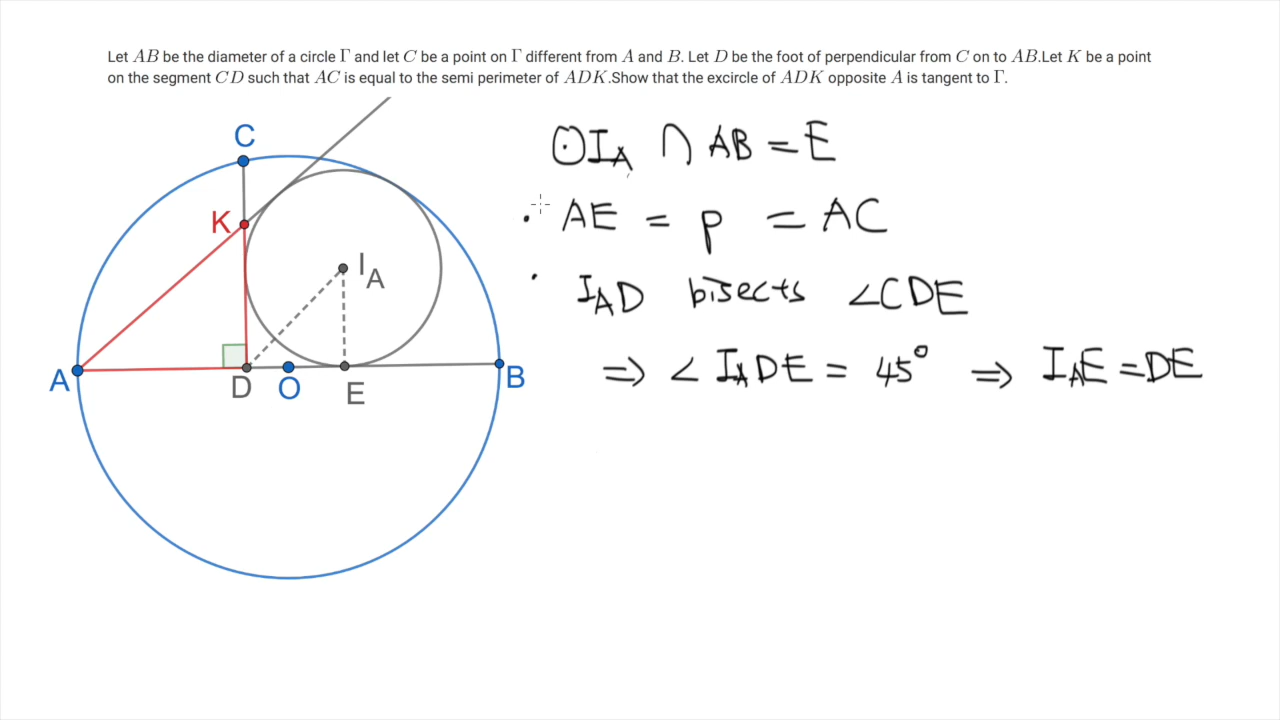 Let AB be the diameter of a circle Γ and let C be a point on Γ different from A and B. Let D be the foot of perpendicular from C on to AB.Let K be a point
on the segment CD such that AC is equal to the semi perimeter of ADK.Show that the excircle of ADK opposite A is tangent to Γ.
C
K
I_A
A
D
O
E
B
⊙I_A ∩ AB = E
· AE = p = AC
· I_AD bisects ∠CDE
⇒ ∠I_ADE = 45° ⇒ I_AE = DE